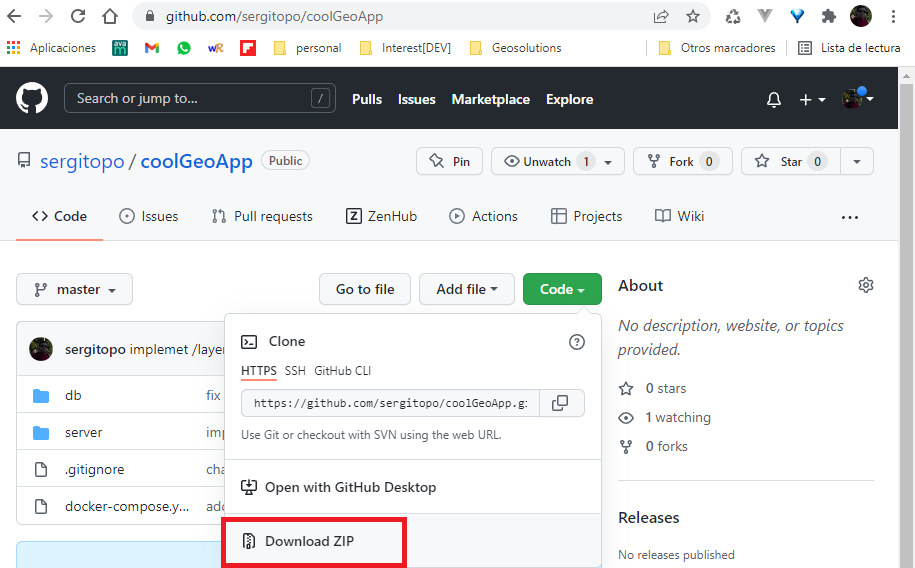 github.com/sergitopo/coolGeoApp
Aplicaciones personal Interest[DEV] Geosolutions Otros marcadores Lista de lectura
Search or jump to... / Pulls Issues Marketplace Explore
sergitopo / coolGeoApp Public Pin Unwatch 1 Fork 0 Star 0
Code Issues Pull requests ZenHub Actions Projects Wiki ...
master Go to file Add file Code
About
No description, website, or topics
provided.
0 stars
1 watching
0 forks
Releases
No releases published
sergitopo implemet /layer
db fix
server imp
.gitignore cha
docker-compose.y... add
Clone
HTTPS SSH GitHub CLI
https://github.com/sergitopo/coolGeoApp.gi
Use Git or checkout with SVN using the web URL.
Open with GitHub Desktop
Download ZIP